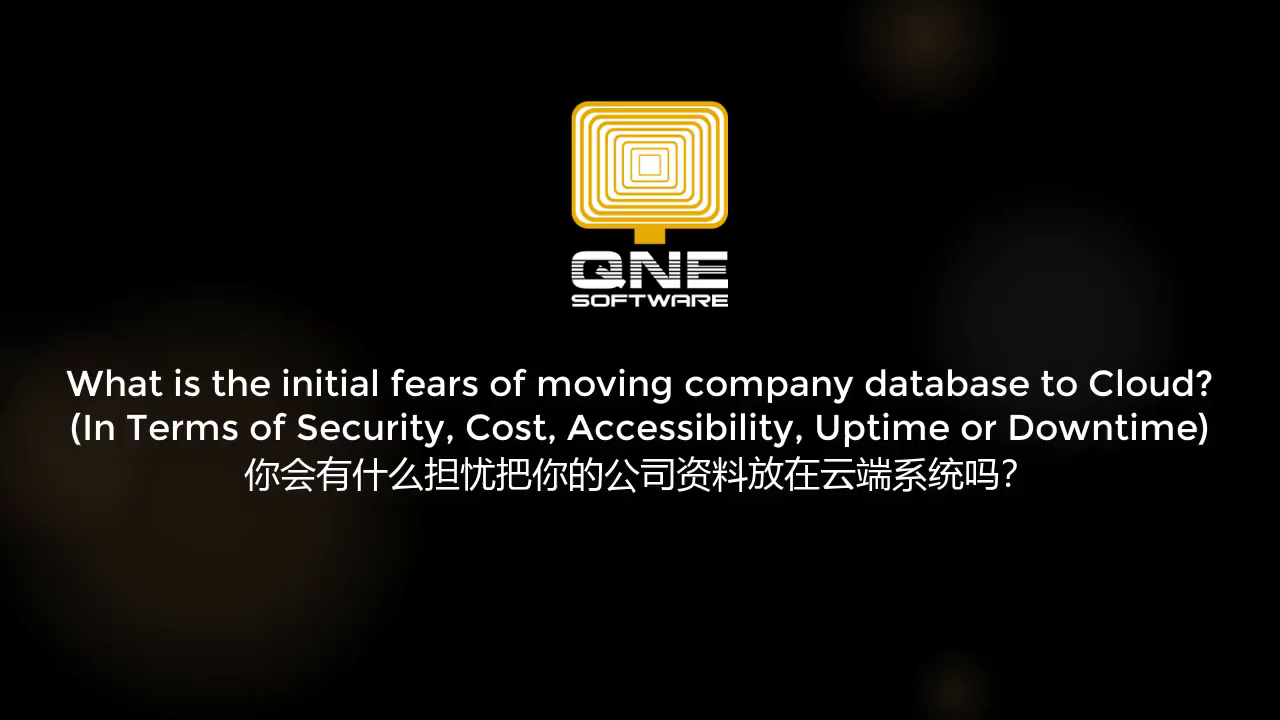 QNE
SOFTWARE
What is the initial fears of moving company database to Cloud?
(In Terms of Security, Cost, Accessibility, Uptime or Downtime)
你会有什么担忧把你的公司资料放在云端系统吗?